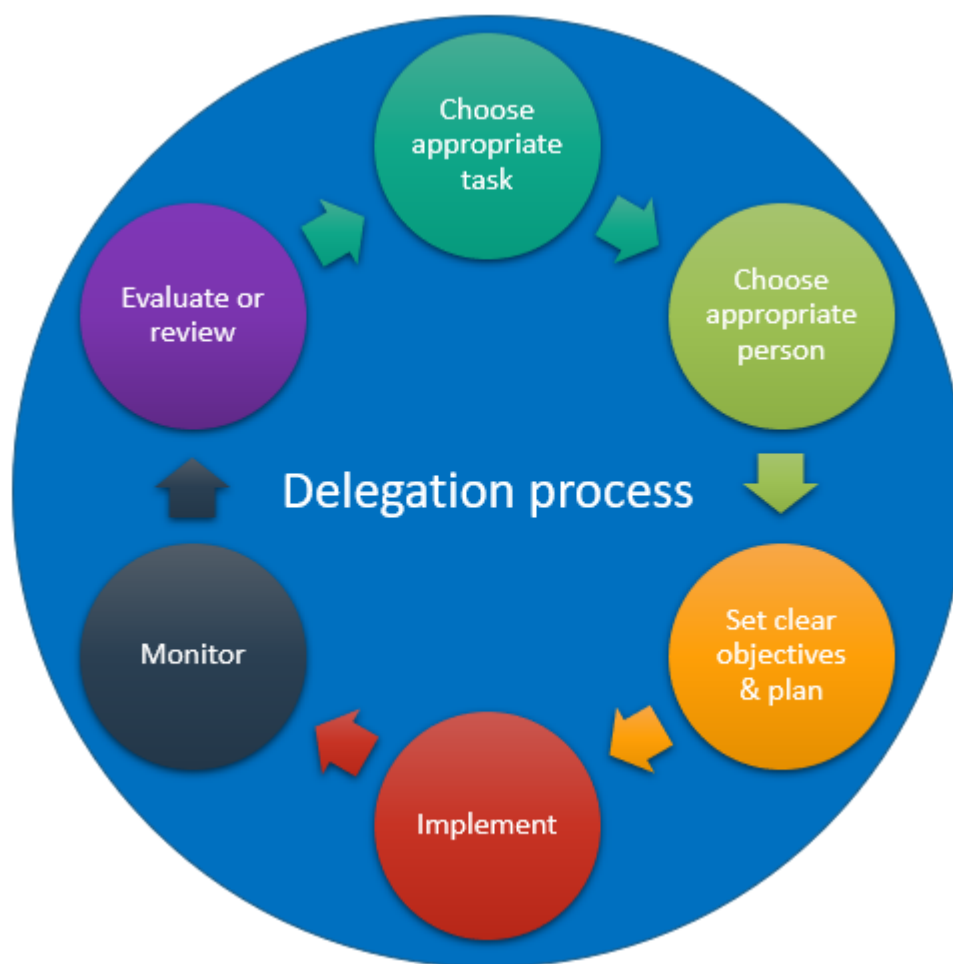 Choose
appropriate
task
Choose
appropriate
person
Set clear
objectives
& plan
Implement
Monitor
Evaluate or
review
Delegation process